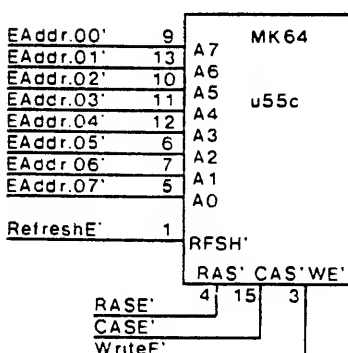 MK64
u55c
EAddr.00' 9 A7
EAddr.01' 13 A6
EAddr.02' 10 A5
EAddr.03' 11 A4
EAddr.04' 12 A3
EAddr.05' 6 A2
EAddr.06' 7 A1
EAddr.07' 5 A0
RefreshE' 1 RFSH'
RAS' CAS' WE'
4 15 3
RASE'
CASE'
WriteE'